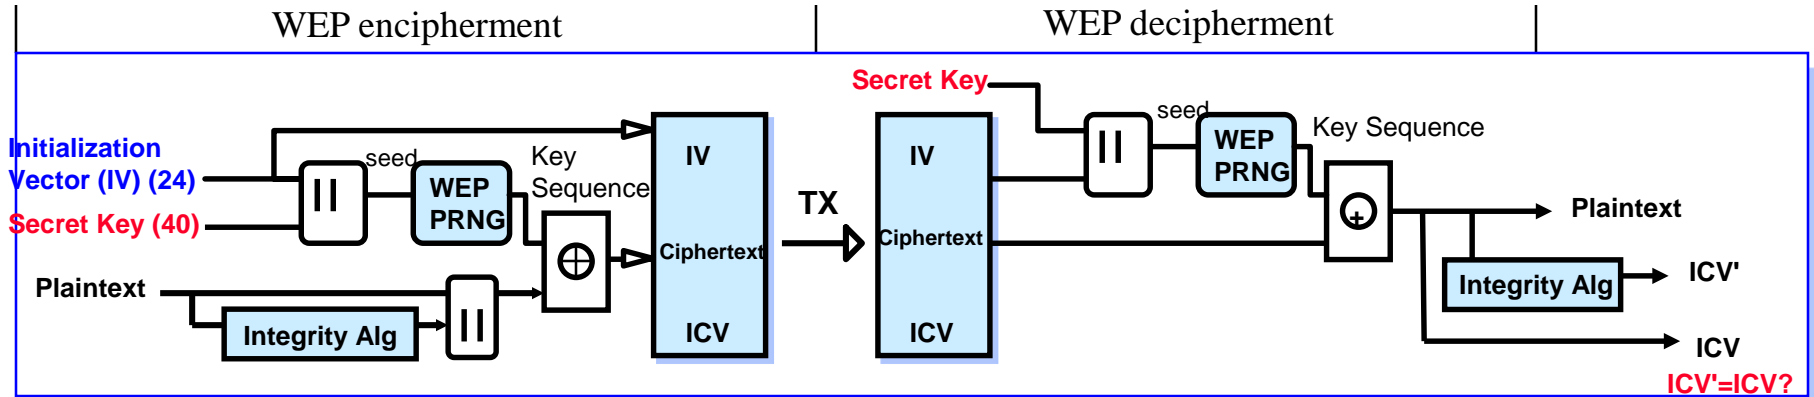 WEP encipherment
WEP decipherment
Initialization
Vector (IV) (24)
Secret Key (40)
Plaintext
||
seed
WEP
PRNG
Key
Sequence
Integrity Alg
||
IV
Ciphertext
ICV
TX
Secret Key
IV
Ciphertext
ICV
||
seed
WEP
PRNG
Key Sequence
+
Plaintext
Integrity Alg
ICV'
ICV
ICV'=ICV?